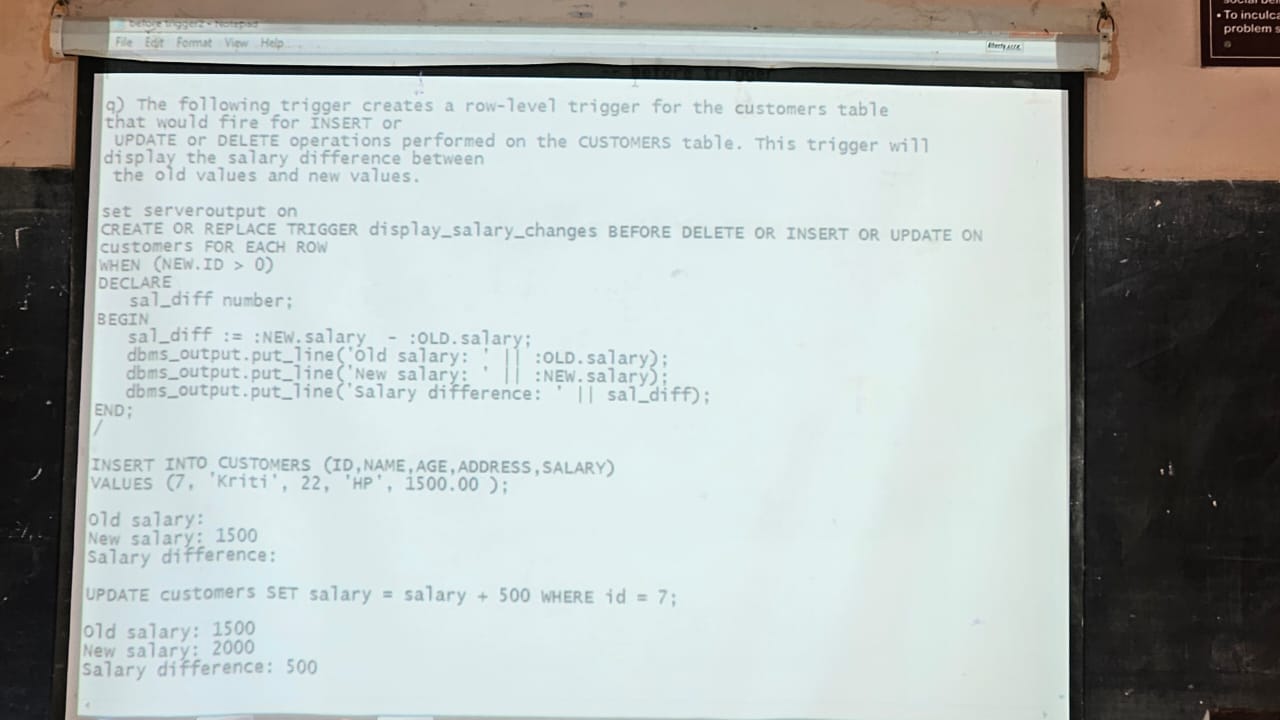 before trigger2 - Notepad
File Edit Format View Help
before trigger
q) The following trigger creates a row-level trigger for the customers table
that would fire for INSERT or
UPDATE or DELETE operations performed on the CUSTOMERS table. This trigger will
display the salary difference between
the old values and new values.
set serveroutput on
CREATE OR REPLACE TRIGGER display_salary_changes BEFORE DELETE OR INSERT OR UPDATE ON
customers FOR EACH ROW
WHEN (NEW.ID > 0)
DECLARE
sal_diff number;
BEGIN
sal_diff := :NEW.salary - :OLD.salary;
dbms_output.put_line('Old salary: ' || :OLD.salary);
dbms_output.put_line('New salary: ' || :NEW.salary);
dbms_output.put_line('Salary difference: ' || sal_diff);
END;
/
INSERT INTO CUSTOMERS (ID,NAME,AGE,ADDRESS,SALARY)
VALUES (7, 'Kriti', 22, 'HP', 1500.00 );
Old salary:
New salary: 1500
Salary difference:
UPDATE customers SET salary = salary + 500 WHERE id = 7;
Old salary: 1500
New salary: 2000
Salary difference: 500
• To inculca
problem s